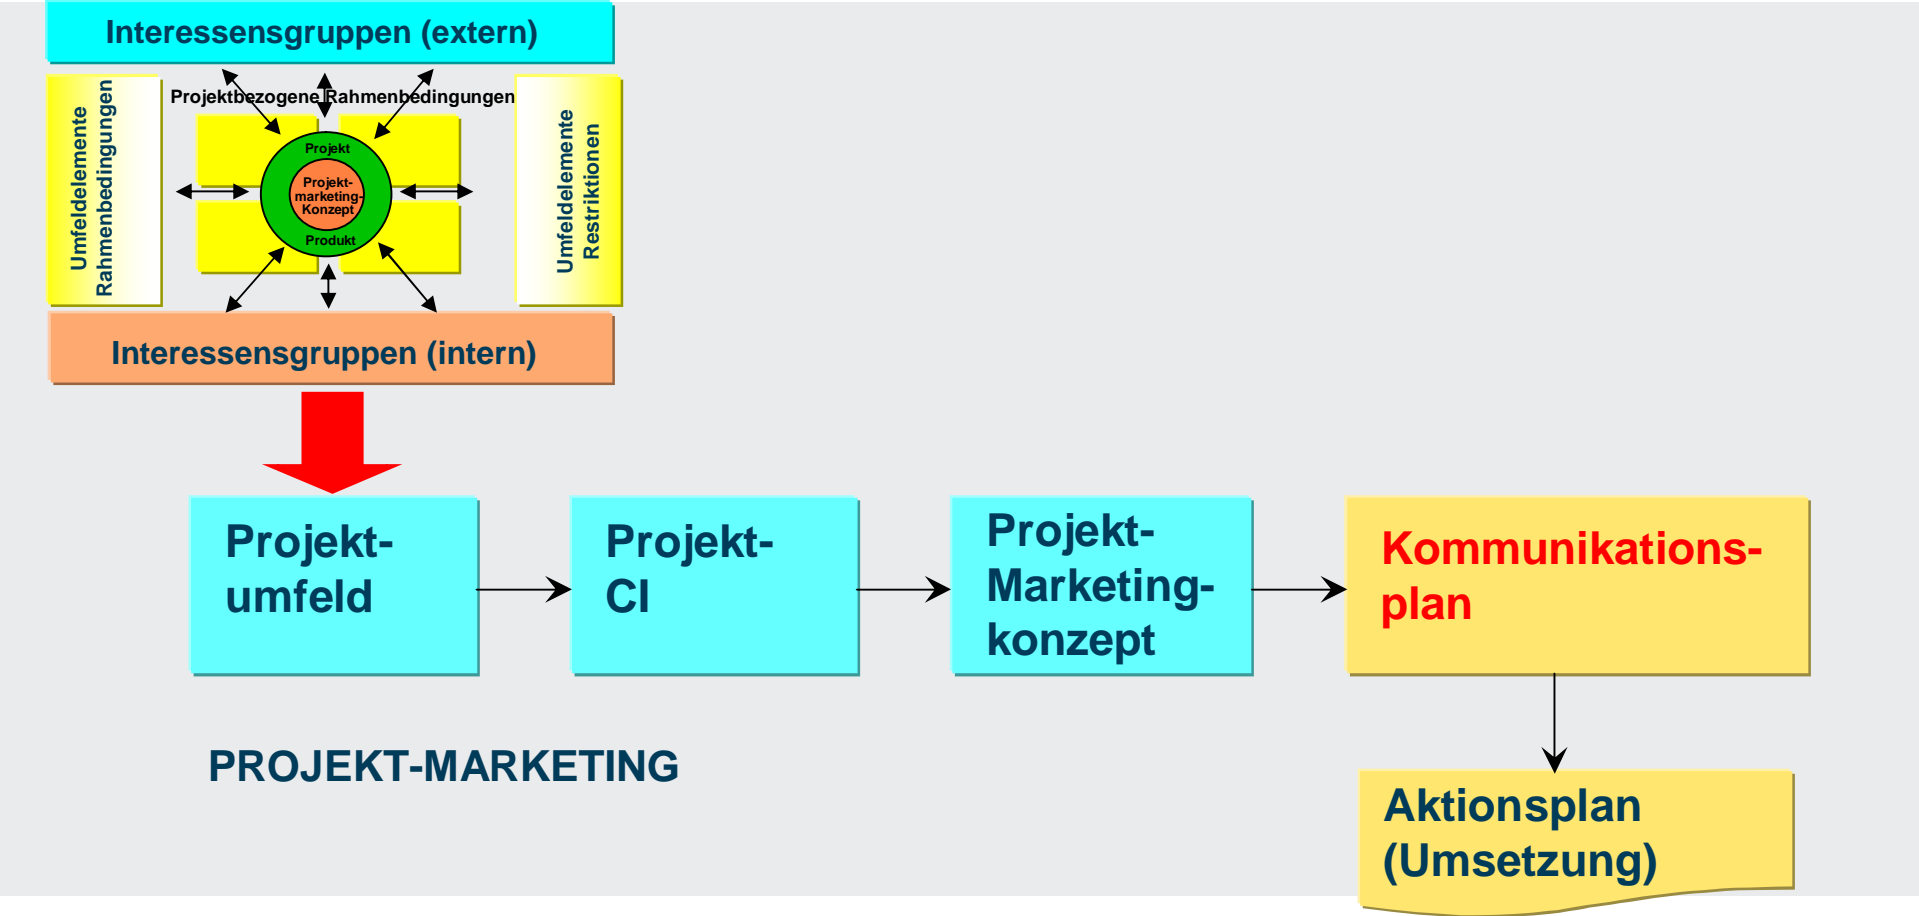 Interessensgruppen (extern)
Umfeldelemente
Rahmenbedingungen
Projektbezogene Rahmenbedingungen
Projekt
Projekt-
marketing-
Konzept
Produkt
Umfeldelemente
Restriktionen
Interessensgruppen (intern)
Projekt-
umfeld
Projekt-
CI
Projekt-
Marketing-
konzept
Kommunikations-
plan
PROJEKT-MARKETING
Aktionsplan
(Umsetzung)